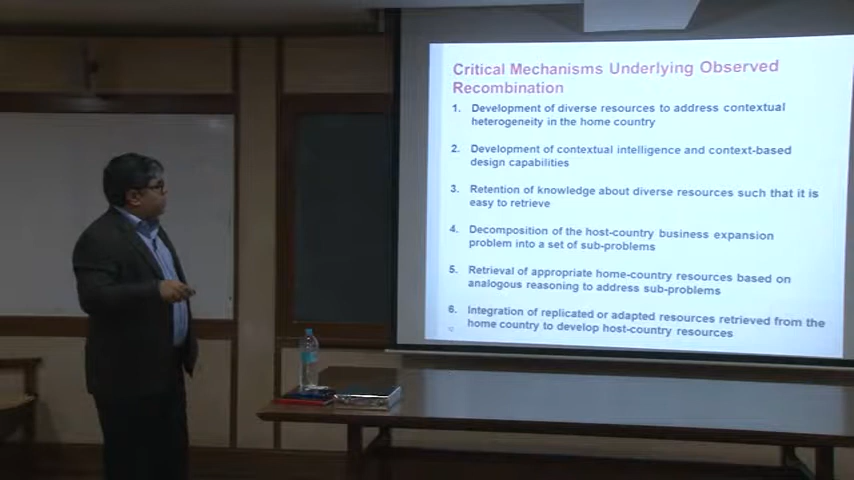 Critical Mechanisms Underlying Observed
Recombination
1. Development of diverse resources to address contextual
heterogeneity in the home country
2. Development of contextual intelligence and context-based
design capabilities
3. Retention of knowledge about diverse resources such that it is
easy to retrieve
4. Decomposition of the host-country business expansion
problem into a set of sub-problems
5. Retrieval of appropriate home-country resources based on
analogous reasoning to address sub-problems
6. Integration of replicated or adapted resources retrieved from the
home country to develop host-country resources